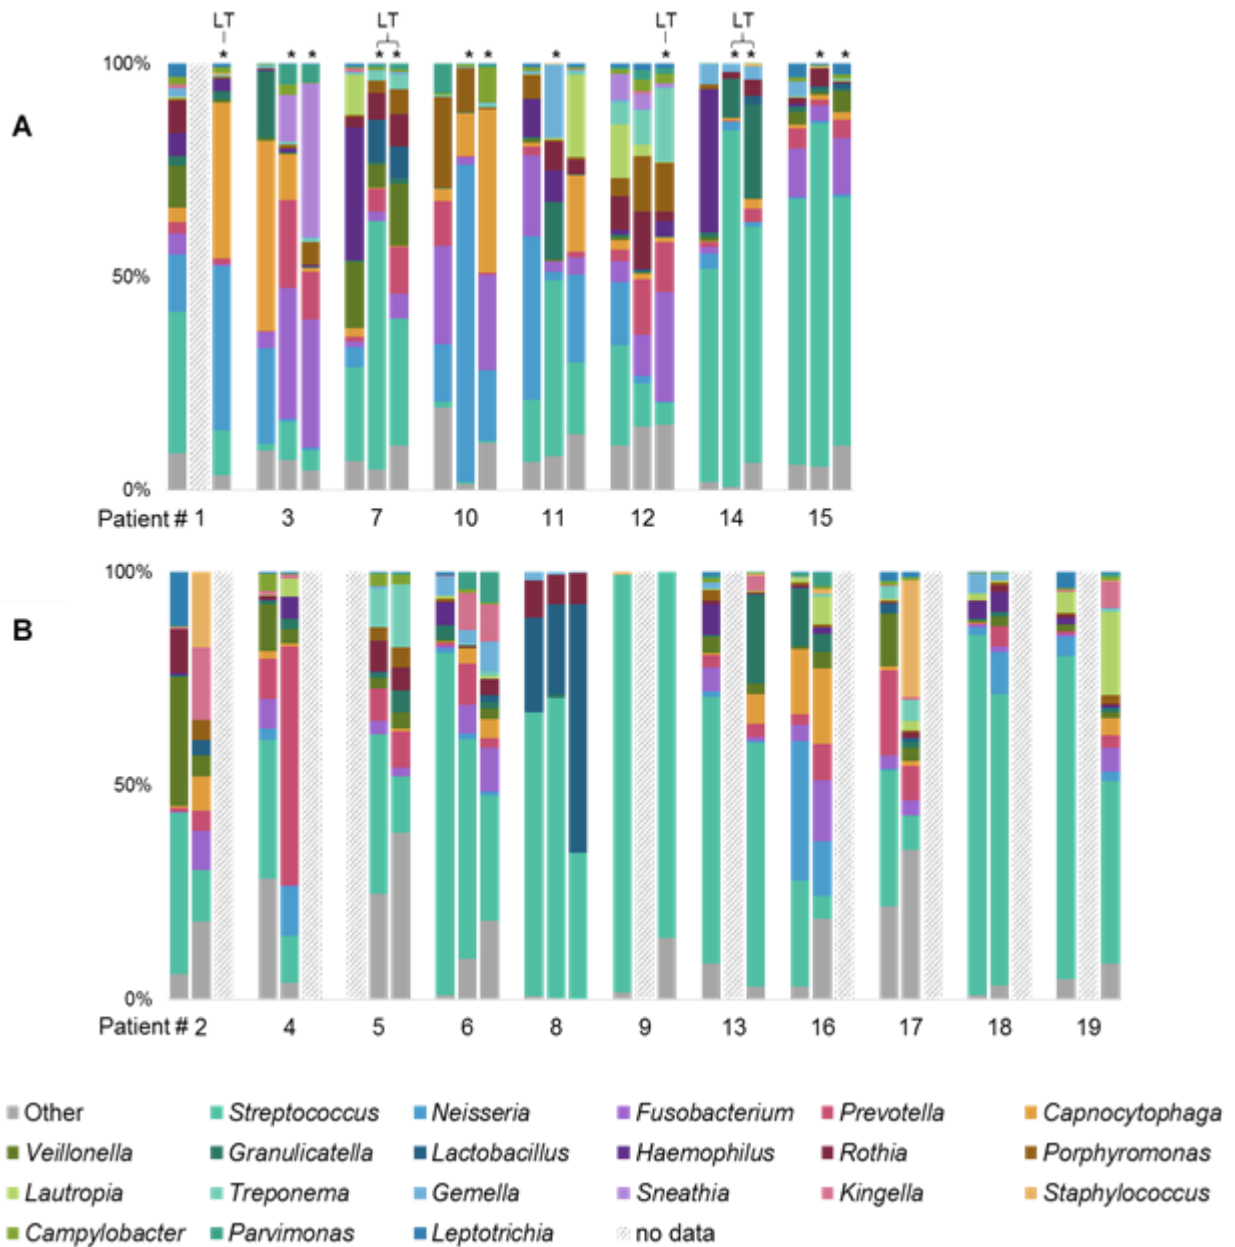 LT LT LT LT
* * * * * * * * * * * * *
100%
A
50%
0%
Patient # 1 3 7 10 11 12 14 15
100%
B
50%
0%
Patient # 2 4 5 6 8 9 13 16 17 18 19
Other Streptococcus Neisseria Fusobacterium Prevotella Capnocytophaga
Veillonella Granulicatella Lactobacillus Haemophilus Rothia Porphyromonas
Lautropia Treponema Gemella Sneathia Kingella Staphylococcus
Campylobacter Parvimonas Leptotrichia no data